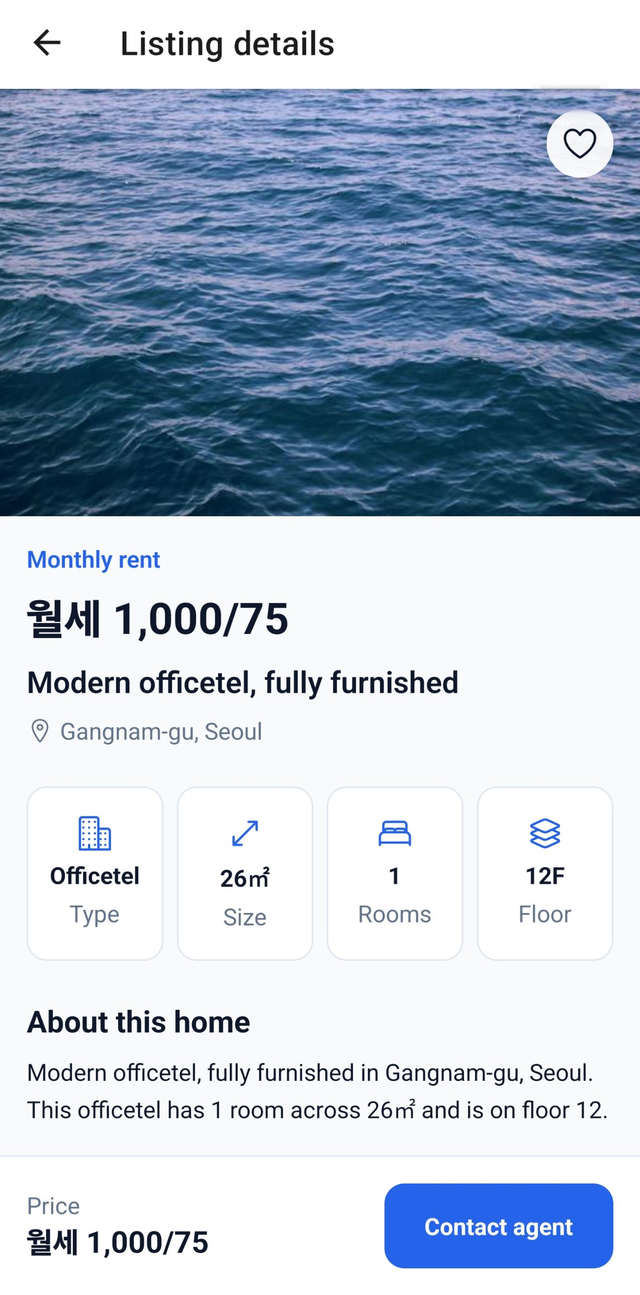 Listing details
Monthly rent
월세 1,000/75
Modern officetel, fully furnished
Gangnam-gu, Seoul
Officetel
Type
26㎡
Size
1
Rooms
12F
Floor
About this home
Modern officetel, fully furnished in Gangnam-gu, Seoul.
This officetel has 1 room across 26㎡ and is on floor 12.
Price
월세 1,000/75
Contact agent